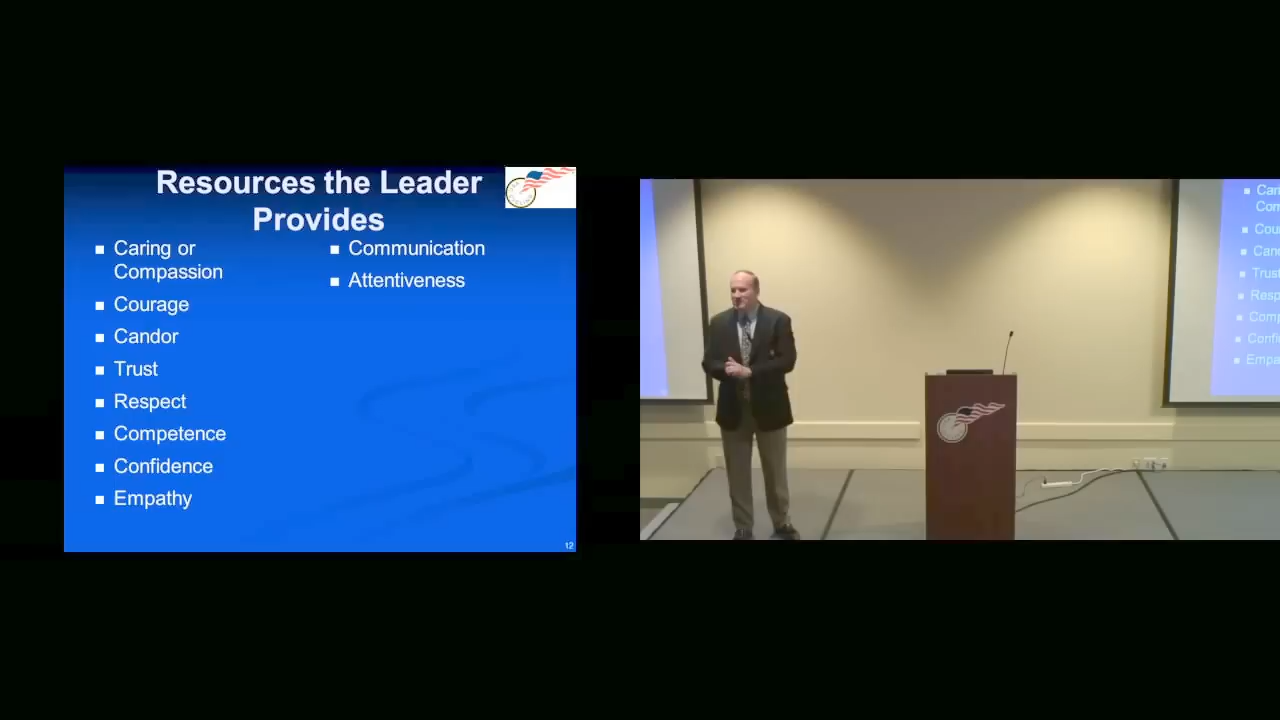 Resources the Leader
Provides
Caring or
Compassion
Courage
Candor
Trust
Respect
Competence
Confidence
Empathy
Communication
Attentiveness
12